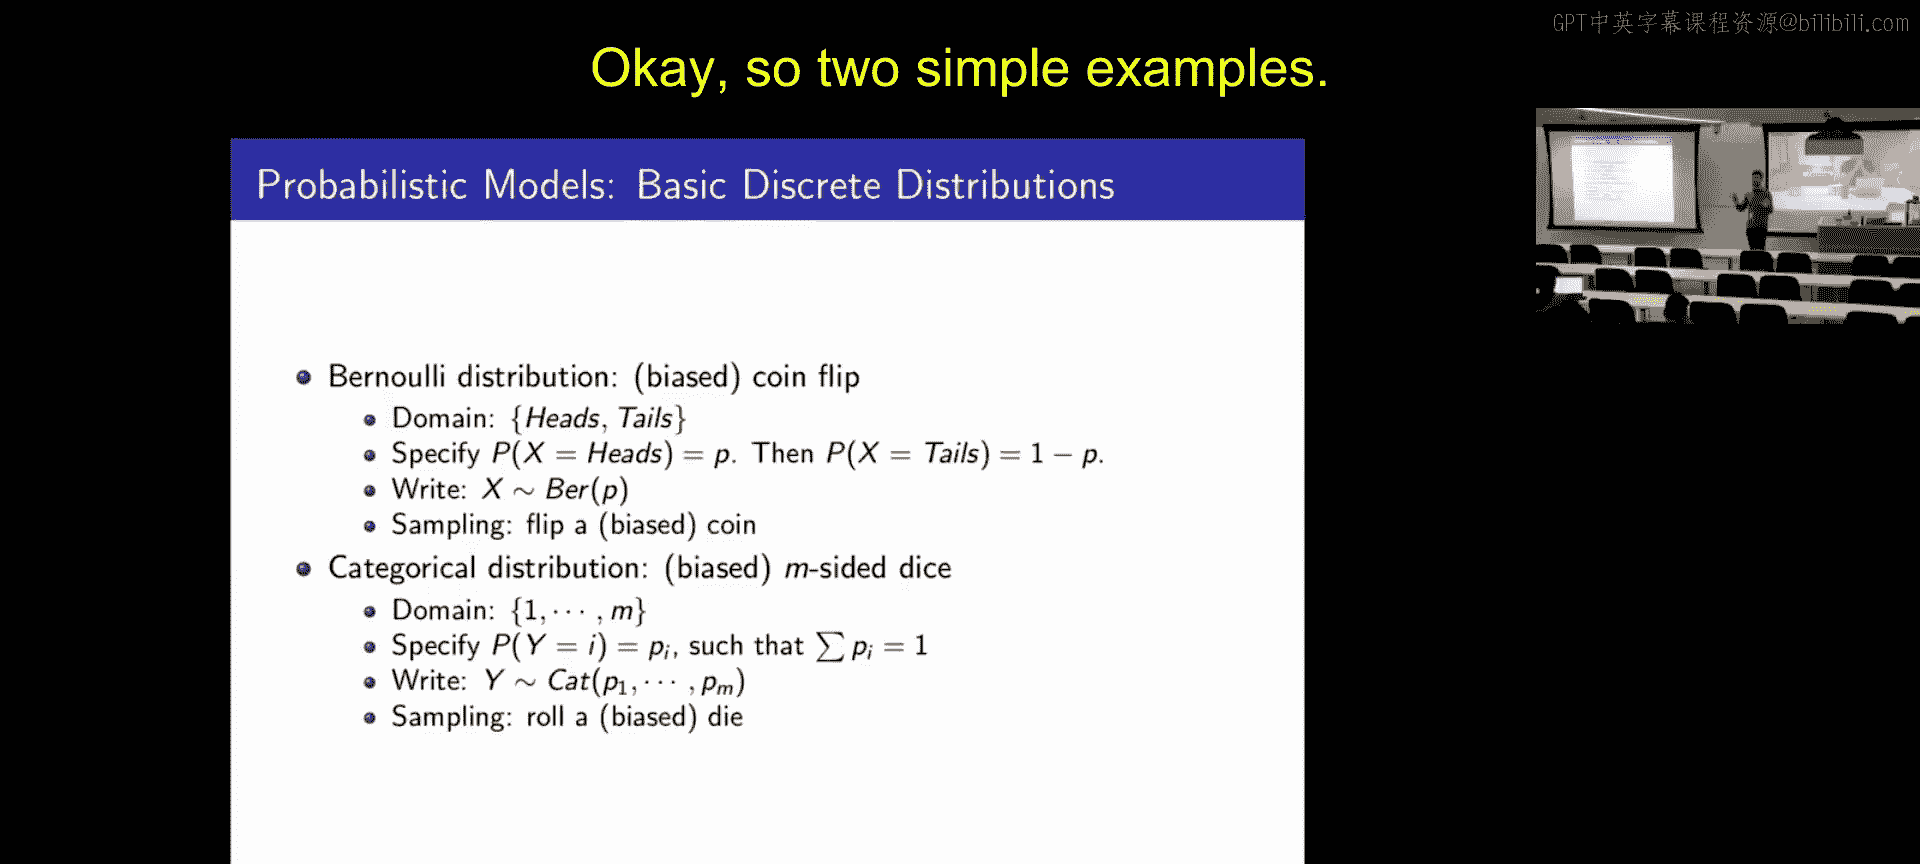 GPT中英字幕课程资源@bilibili.com
Okay, so two simple examples.
Probabilistic Models: Basic Discrete Distributions
Bernoulli distribution: (biased) coin flip
Domain: {Heads, Tails}
Specify P(X = Heads) = p. Then P(X = Tails) = 1 − p.
Write: X ∼ Ber(p)
Sampling: flip a (biased) coin
Categorical distribution: (biased) m-sided dice
Domain: {1, ⋯ , m}
Specify P(Y = i) = pᵢ, such that ∑ pᵢ = 1
Write: Y ∼ Cat(p₁, ⋯ , pₘ)
Sampling: roll a (biased) die